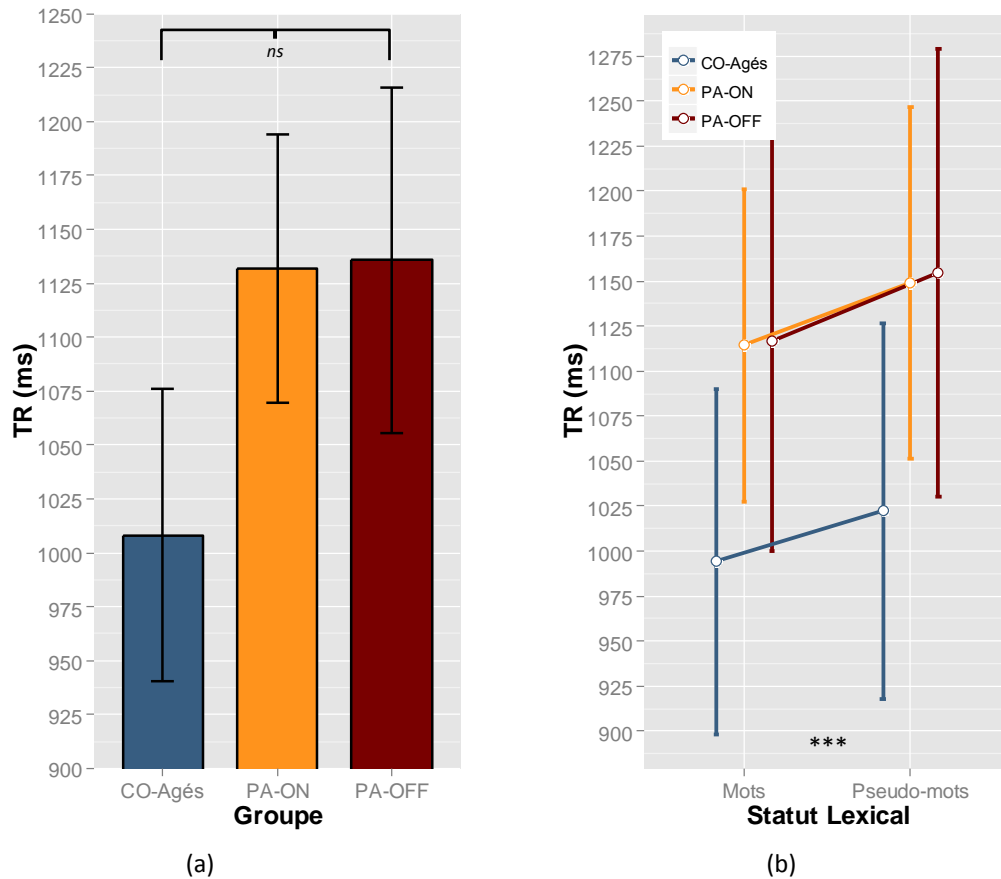 TR (ms)
1250
1225
1200
1175
1150
1125
1100
1075
1050
1025
1000
975
950
925
900
ns
CO-Agés
PA-ON
PA-OFF
Groupe
(a)
TR (ms)
1275
1250
1225
1200
1175
1150
1125
1100
1075
1050
1025
1000
975
950
925
900
CO-Agés
PA-ON
PA-OFF
***
Mots
Pseudo-mots
Statut Lexical
(b)